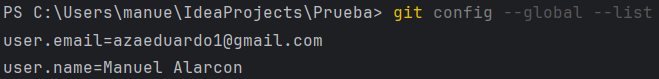 PS C:\Users\manue\IdeaProjects\Prueba> git config --global --list
user.email=azaeduardo1@gmail.com
user.name=Manuel Alarcon